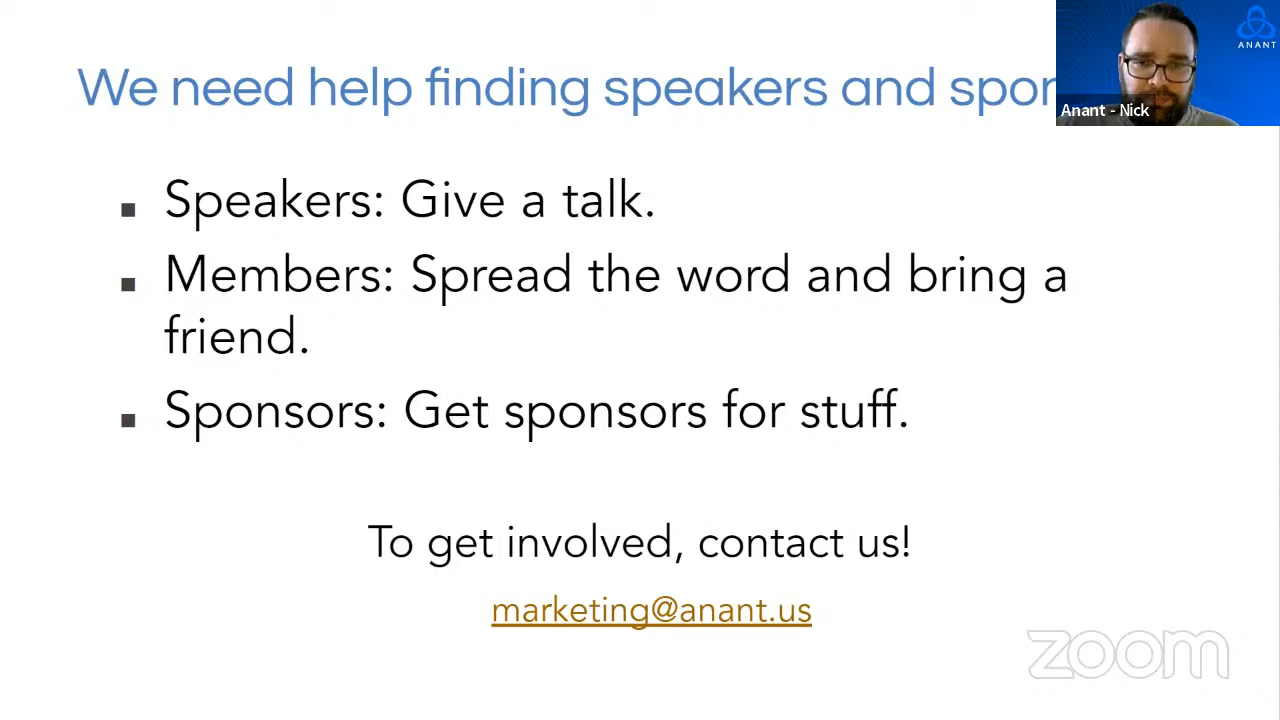 We need help finding speakers and spon
ANANT
Anant - Nick
▪ Speakers: Give a talk.
▪ Members: Spread the word and bring a
friend.
▪ Sponsors: Get sponsors for stuff.
To get involved, contact us!
marketing@anant.us
zoom